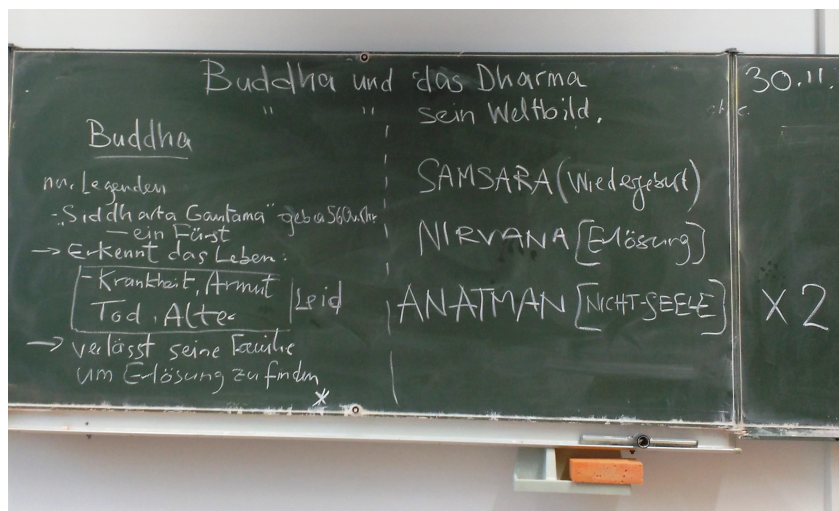 Buddha und das Dharma
" " sein Weltbild.
Buddha
nur Legenden
- "Siddharta Gautama" geb ca 560 v.Chr
— ein Fürst
→ Erkennt das Leben:
- Krankheit, Armut
Tod, Alter
Leid
→ verlässt seine Familie
um Erlösung zu finden
*
SAMSARA (Wiedergeburt)
NIRVANA [Erlösung]
ANATMAN [NICHT-SEELE]
30.11.
x 2